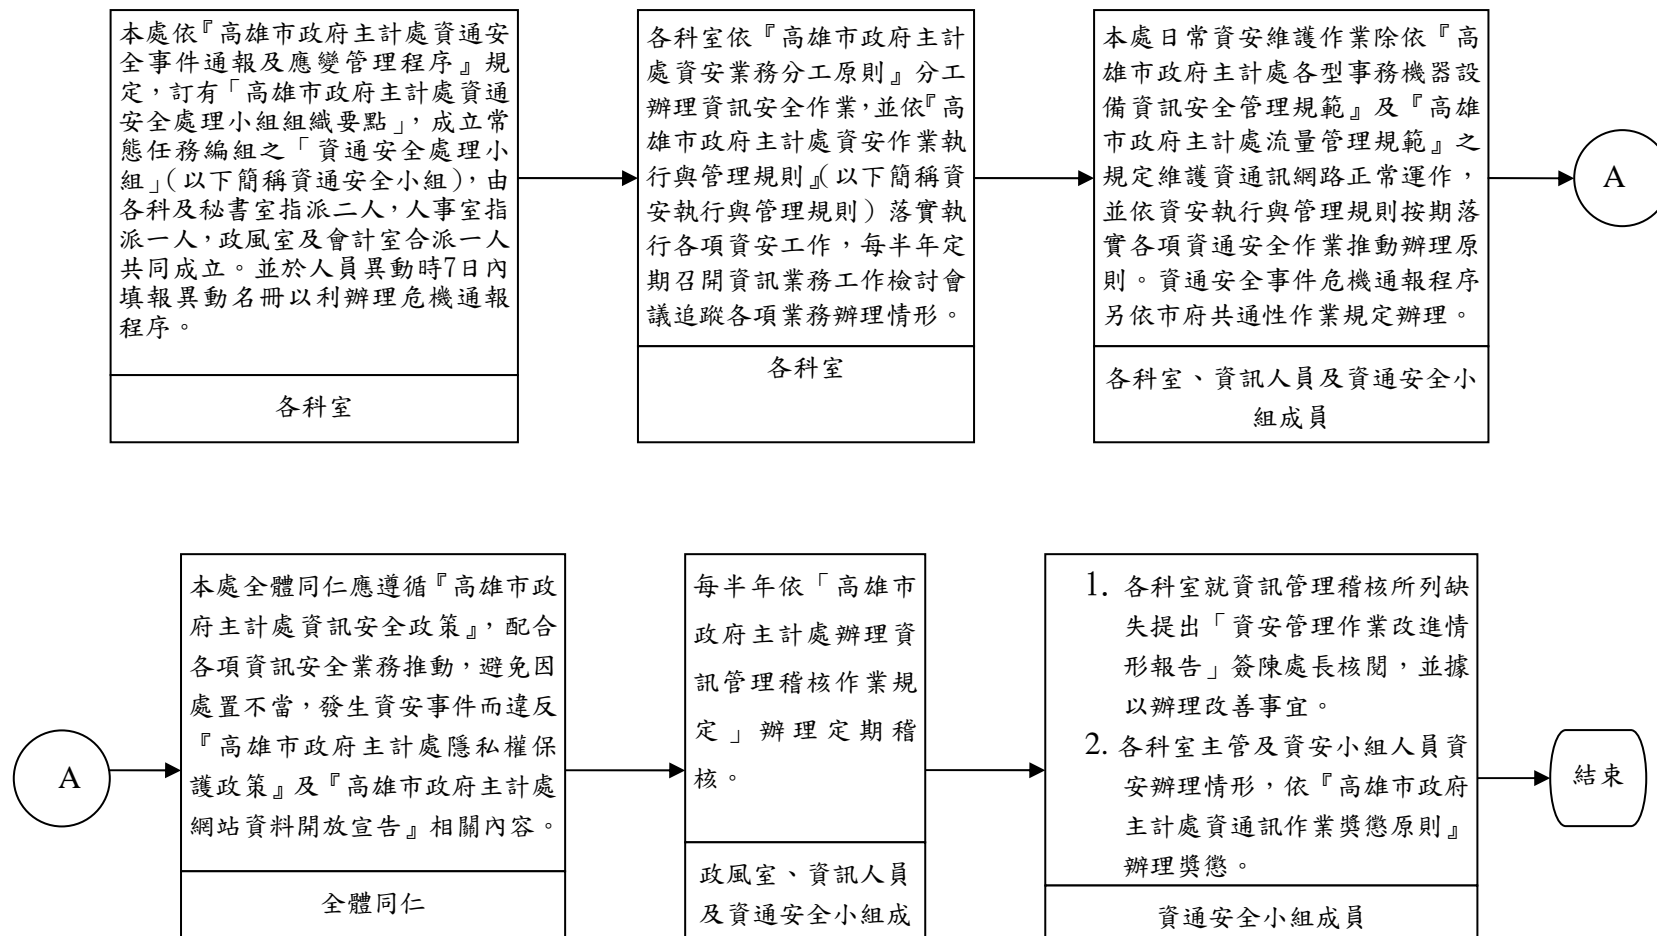 本處依『高雄市政府主計處資通安
全事件通報及應變管理程序』規
定，訂有「高雄市政府主計處資通
安全處理小組組織要點」，成立常
態任務編組之「資通安全處理小
組」（以下簡稱資通安全小組），由
各科及秘書室指派二人，人事室指
派一人，政風室及會計室合派一人
共同成立。並於人員異動時7日內
填報異動名冊以利辦理危機通報
程序。
各科室
各科室依『高雄市政府主計
處資安業務分工原則』分工
辦理資訊安全作業，並依『高
雄市政府主計處資安作業執
行與管理規則』（以下簡稱資
安執行與管理規則）落實執
行各項資安工作，每半年定
期召開資訊業務工作檢討會
議追蹤各項業務辦理情形。
各科室
本處日常資安維護作業除依『高
雄市政府主計處各型事務機器設
備資訊安全管理規範』及『高雄
市政府主計處流量管理規範』之
規定維護資通訊網路正常運作，
並依資安執行與管理規則按期落
實各項資通安全作業推動辦理原
則。資通安全事件危機通報程序
另依市府共通性作業規定辦理。
各科室、資訊人員及資通安全小
組成員
A
A
本處全體同仁應遵循『高雄市政
府主計處資訊安全政策』，配合
各項資訊安全業務推動，避免因
處置不當，發生資安事件而違反
『高雄市政府主計處隱私權保
護政策』及『高雄市政府主計處
網站資料開放宣告』相關內容。
全體同仁
每半年依「高雄市
政府主計處辦理資
訊管理稽核作業規
定」辦理定期稽
核。
政風室、資訊人員
及資通安全小組成
1. 各科室就資訊管理稽核所列缺
失提出「資安管理作業改進情
形報告」簽陳處長核閱，並據
以辦理改善事宜。
2. 各科室主管及資安小組人員資
安辦理情形，依『高雄市政府
主計處資通訊作業獎懲原則』
辦理獎懲。
資通安全小組成員
結束